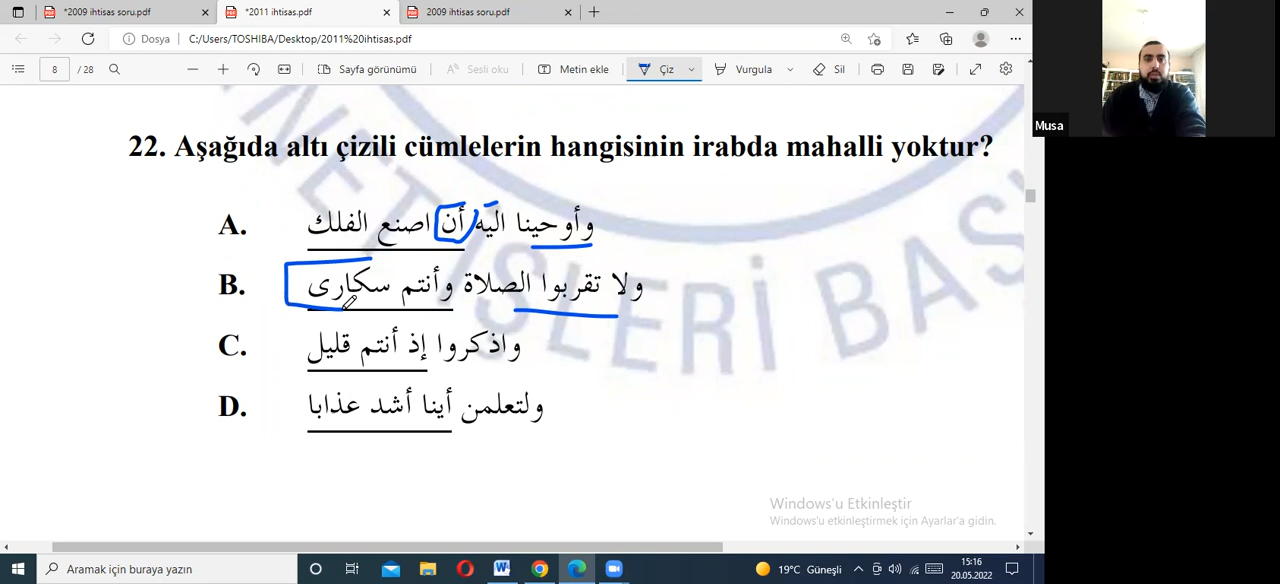 *2009 ihtisas soru.pdf
*2011 ihtisas.pdf
2009 ihtisas soru.pdf
Dosya C:/Users/TOSHIBA/Desktop/2011%20ihtisas.pdf
8 / 28 Sayfa görünümü Sesli oku Metin ekle Çiz Vurgula Sil
Musa
22. Aşağıda altı çizili cümlelerin hangisinin irabda mahalli yoktur?
A. وأوحينا اليه أن اصنع الفلك
B. ولا تقربوا الصلاة وأنتم سكارى
C. واذكروا إذ أنتم قليل
D. ولتعلمن أينا أشد عذابا
Windows'u Etkinleştir
Windows'u etkinleştirmek için Ayarlar'a gidin.
Aramak için buraya yazın
19°C Güneşli
15:16
20.05.2022